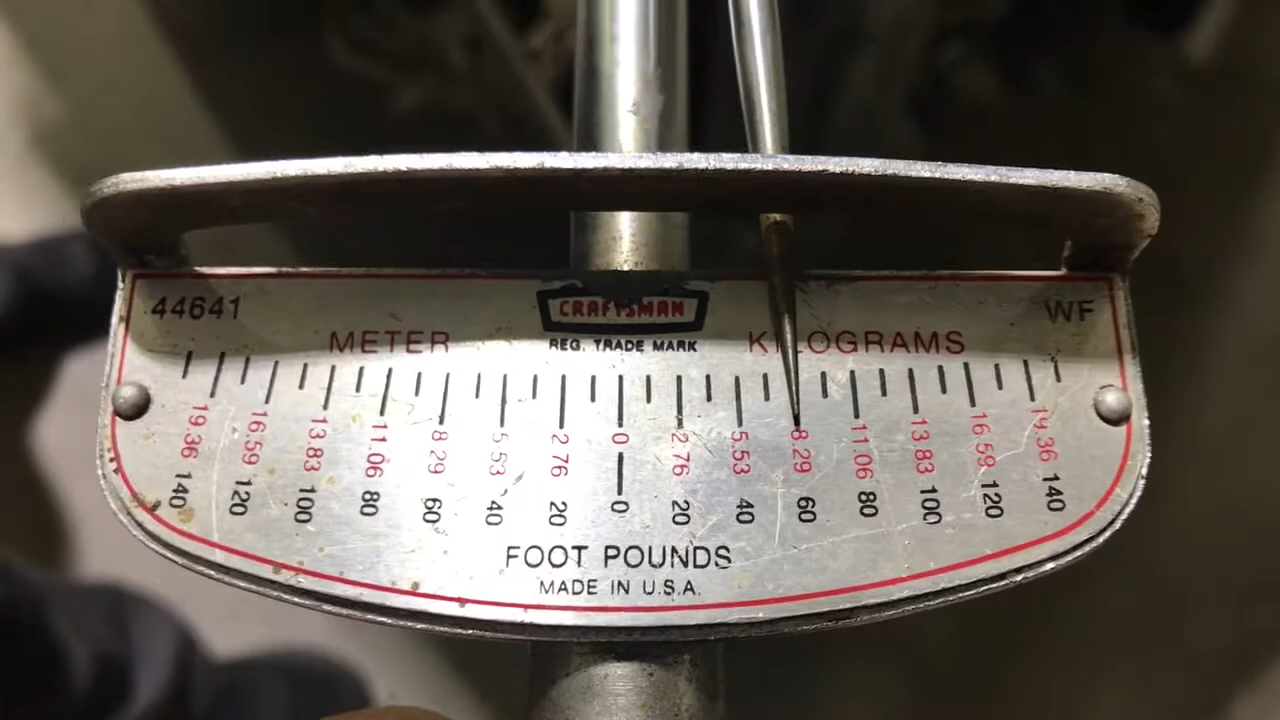 44641 CRAFTSMAN WF
METER REG. TRADE MARK KILOGRAMS
19.36 16.59 13.83 11.06 8.29 5.53 2.76 0 2.76 5.53 8.29 11.06 13.83 16.59 19.36
140 120 100 80 60 40 20 0 20 40 60 80 100 120 140
FOOT POUNDS
MADE IN U.S.A.